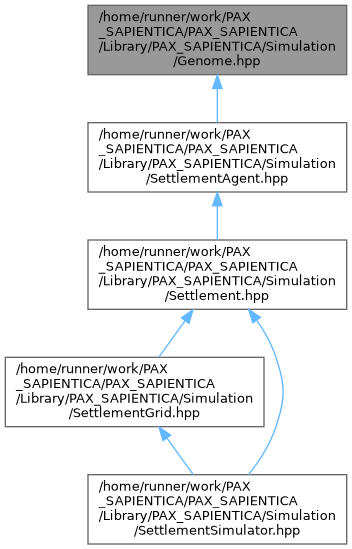 /home/runner/work/PAX
_SAPIENTICA/PAX_SAPIENTICA
/Library/PAX_SAPIENTICA/Simulation
/Genome.hpp
/home/runner/work/PAX
_SAPIENTICA/PAX_SAPIENTICA
/Library/PAX_SAPIENTICA/Simulation
/SettlementAgent.hpp
/home/runner/work/PAX
_SAPIENTICA/PAX_SAPIENTICA
/Library/PAX_SAPIENTICA/Simulation
/Settlement.hpp
/home/runner/work/PAX
_SAPIENTICA/PAX_SAPIENTICA
/Library/PAX_SAPIENTICA/Simulation
/SettlementGrid.hpp
/home/runner/work/PAX
_SAPIENTICA/PAX_SAPIENTICA
/Library/PAX_SAPIENTICA/Simulation
/SettlementSimulator.hpp